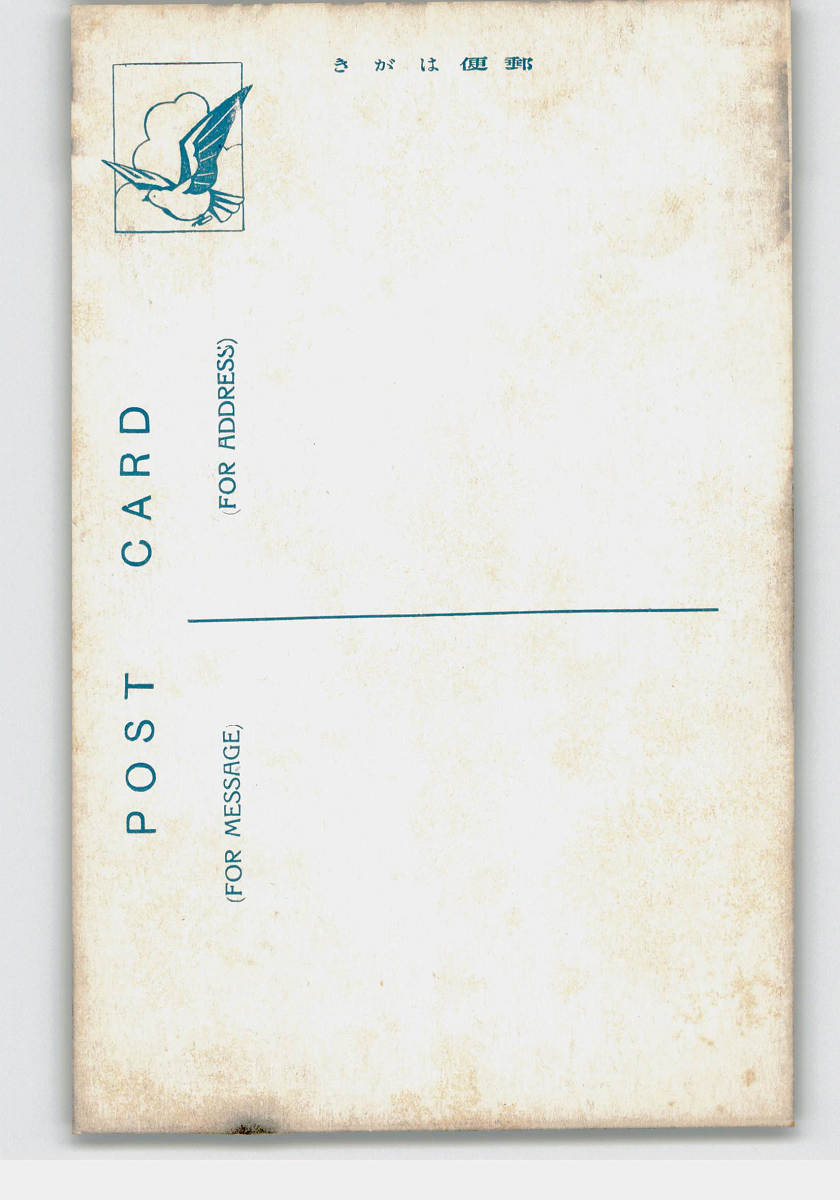 郵便はがき
POST CARD
(FOR ADDRESS)
(FOR MESSAGE)